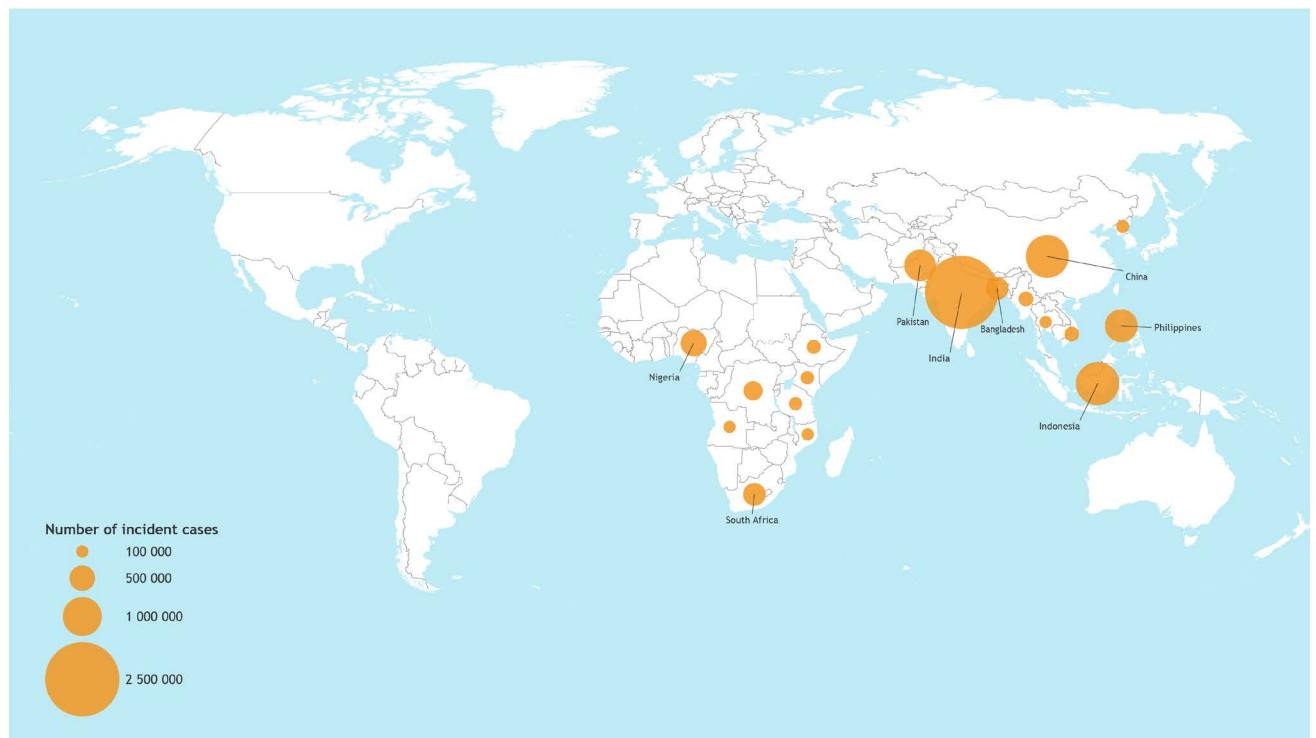 China
Pakistan
Bangladesh
Philippines
India
Nigeria
Indonesia
South Africa
Number of incident cases
100 000
500 000
1 000 000
2 500 000